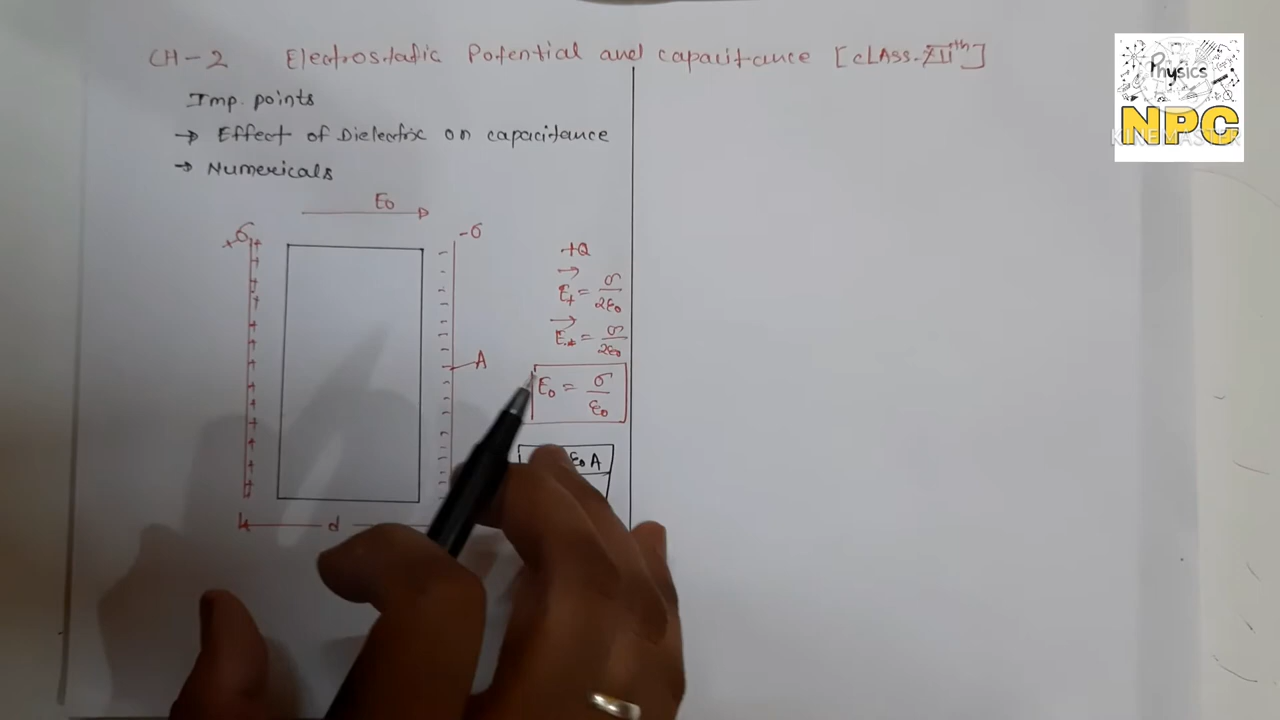 CH-2 Electrostatic Potential and capacitance [cLASS-XIIth]
Imp. points
→ Effect of Dielectric on capacitance
→ Numericals
E0
+σ
-σ
A
d
+Q
E+ = σ/2ε0
E- = σ/2ε0
E0 = σ/ε0
ε0 A
Physics
NPC
KINEMASTER